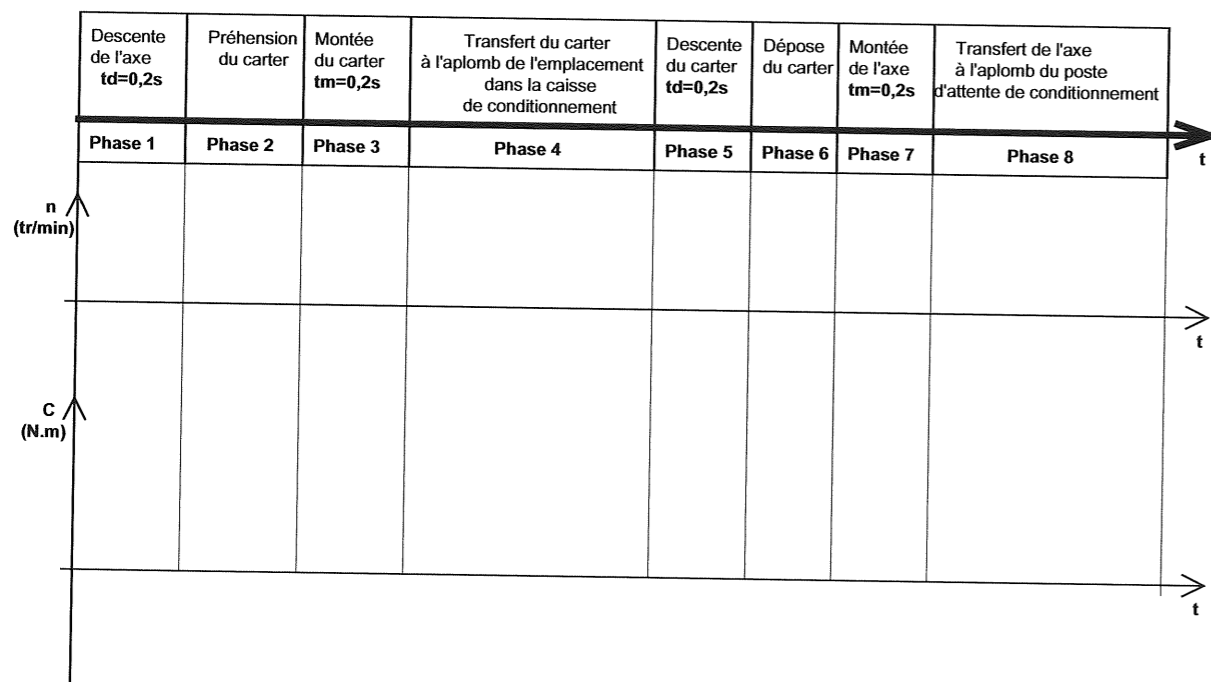 Descente
de l'axe
td=0,2s
Préhension
du carter
Montée
du carter
tm=0,2s
Transfert du carter
à l'aplomb de l'emplacement
dans la caisse
de conditionnement
Descente
du carter
td=0,2s
Dépose
du carter
Montée
de l'axe
tm=0,2s
Transfert de l'axe
à l'aplomb du poste
d'attente de conditionnement
Phase 1
Phase 2
Phase 3
Phase 4
Phase 5
Phase 6
Phase 7
Phase 8
t
n
(tr/min)
t
C
(N.m)
t